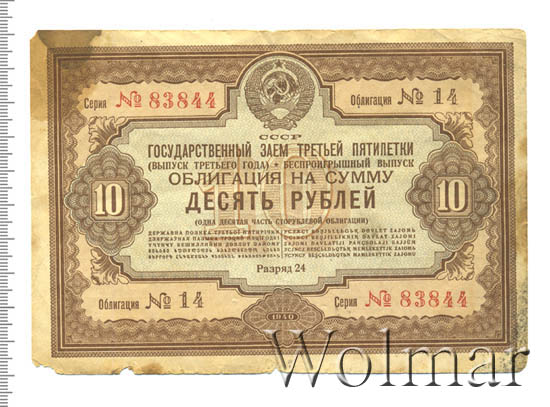 Серия № 83844
Облигация № 14
СССР
ГОСУДАРСТВЕННЫЙ ЗАЕМ ТРЕТЬЕЙ ПЯТИЛЕТКИ
(ВЫПУСК ТРЕТЬЕГО ГОДА) • БЕСПРОИГРЫШНЫЙ ВЫПУСК
ОБЛИГАЦИЯ НА СУММУ
10 ДЕСЯТЬ РУБЛЕЙ 10
(ОДНА ДЕСЯТАЯ ЧАСТЬ СТОРУБЛЕВОЙ ОБЛИГАЦИИ)
Разряд 24
Облигация № 14
Серия № 83844
1940
Wolmar